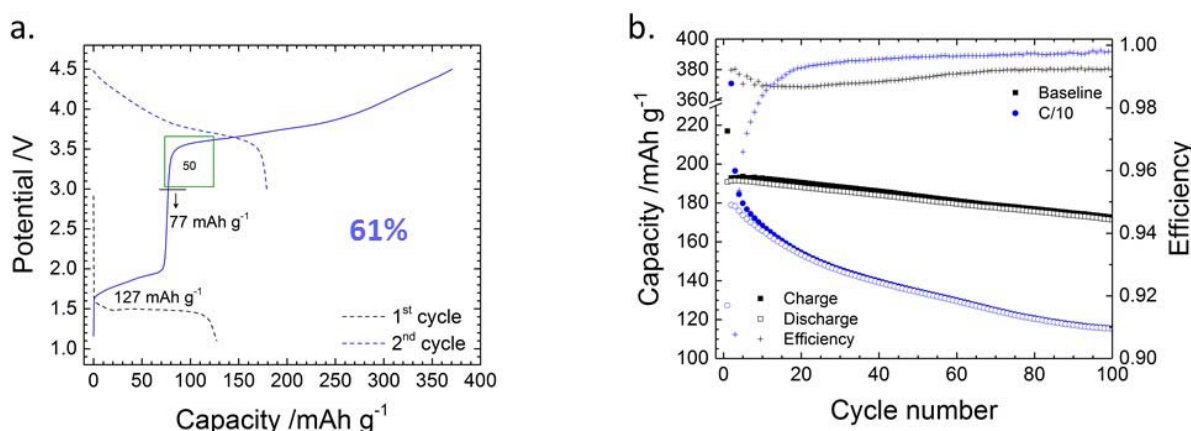 a.
Potential /V
4.5
4.0
3.5
3.0
2.5
2.0
1.5
1.0
50
77 mAh g⁻¹
61%
127 mAh g⁻¹
1ˢᵗ cycle
2ⁿᵈ cycle
0 50 100 150 200 250 300 350 400
Capacity /mAh g⁻¹
b.
Capacity /mAh g⁻¹
400
380
360
220
200
180
160
140
120
100
Baseline
C/10
Charge
Discharge
Efficiency
0 20 40 60 80 100
Cycle number
1.00
0.98
0.96
0.94
0.92
0.90
Efficiency